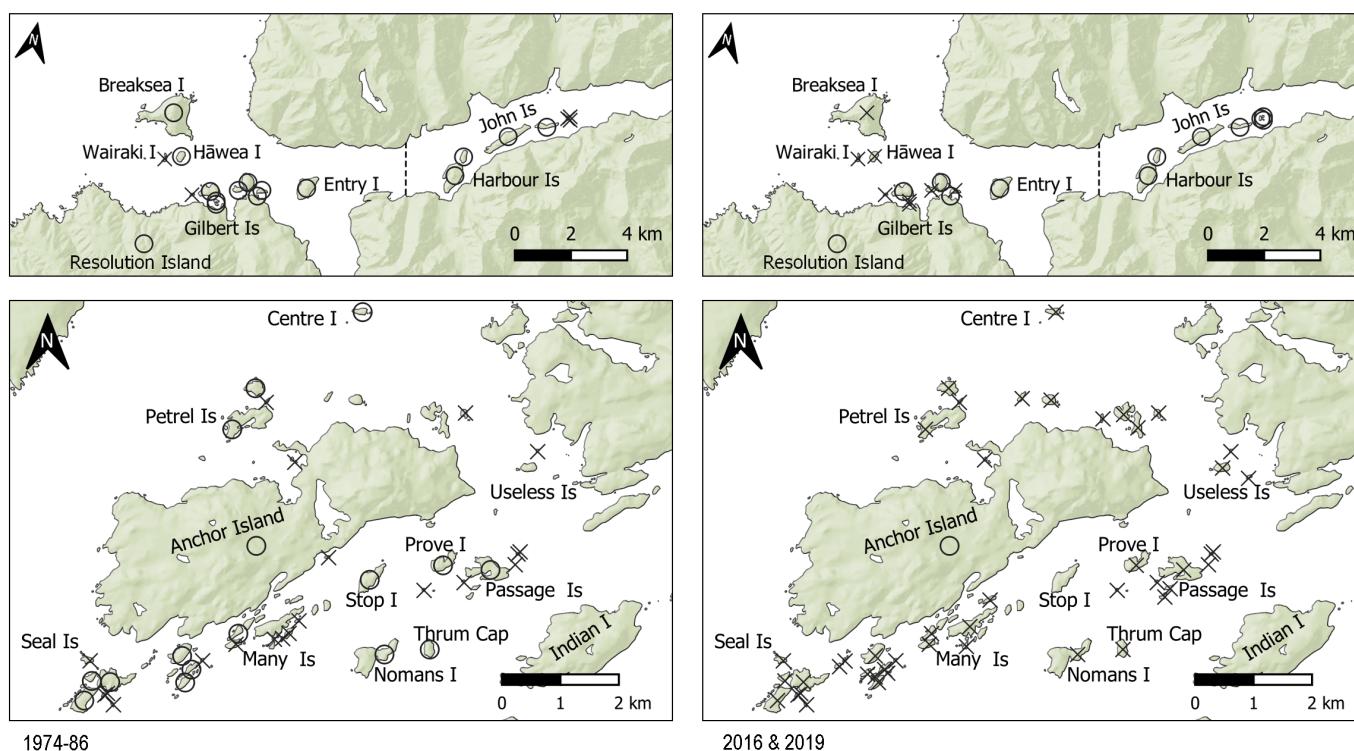 N
Breaksea I
Wairaki I
Hāwea I
Entry I
John Is
Harbour Is
Gilbert Is
Resolution Island
0 2 4 km
N
Breaksea I
Wairaki I
Hāwea I
Entry I
John Is
Harbour Is
Gilbert Is
Resolution Island
0 2 4 km
N
Centre I
Petrel Is
Useless Is
Anchor Island
Prove I
Passage Is
Stop I
Seal Is
Many Is
Thrum Cap
Nomans I
Indian I
0 1 2 km
N
Centre I
Petrel Is
Useless Is
Anchor Island
Prove I
Passage Is
Stop I
Seal Is
Many Is
Thrum Cap
Nomans I
Indian I
0 1 2 km
1974-86
2016 & 2019